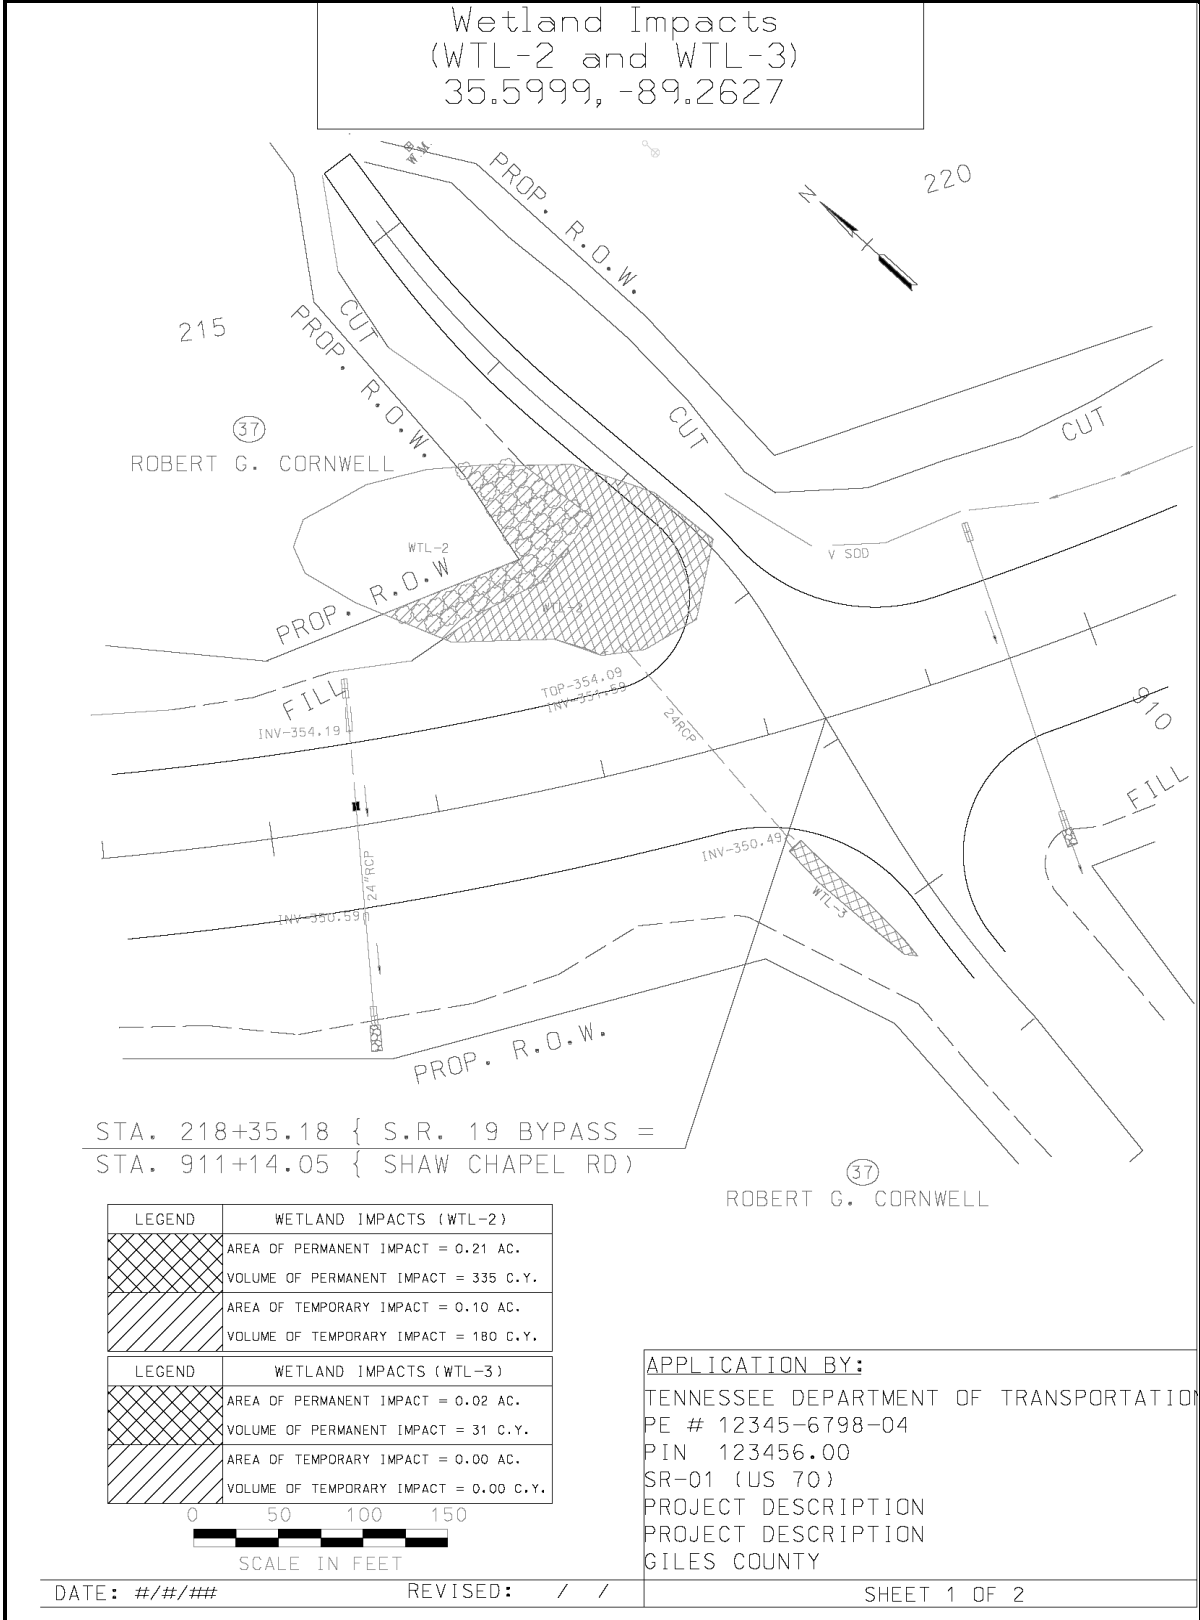 Wetland Impacts
(WTL-2 and WTL-3)
35.5999, -89.2627
W.M.
PROP. R.O.W.
N
220
215
CUT
PROP. R.O.W.
CUT
CUT
37
ROBERT G. CORNWELL
WTL-2
V SDD
PROP. R.O.W
WTL-2
FILL
TOP-354.09
INV-351.59
INV-354.19
24RCP
910
FILL
INV-350.49
24"RCP
WTL-3
INV-350.59
PROP. R.O.W.
STA. 218+35.18 { S.R. 19 BYPASS =
STA. 911+14.05 { SHAW CHAPEL RD)
37
ROBERT G. CORNWELL
LEGEND WETLAND IMPACTS (WTL-2)
AREA OF PERMANENT IMPACT = 0.21 AC.
VOLUME OF PERMANENT IMPACT = 335 C.Y.
AREA OF TEMPORARY IMPACT = 0.10 AC.
VOLUME OF TEMPORARY IMPACT = 180 C.Y.
LEGEND WETLAND IMPACTS (WTL-3)
AREA OF PERMANENT IMPACT = 0.02 AC.
VOLUME OF PERMANENT IMPACT = 31 C.Y.
AREA OF TEMPORARY IMPACT = 0.00 AC.
VOLUME OF TEMPORARY IMPACT = 0.00 C.Y.
0 50 100 150
SCALE IN FEET
APPLICATION BY:
TENNESSEE DEPARTMENT OF TRANSPORTATION
PE # 12345-6798-04
PIN 123456.00
SR-01 (US 70)
PROJECT DESCRIPTION
PROJECT DESCRIPTION
GILES COUNTY
DATE: #/#/## REVISED: / /
SHEET 1 OF 2